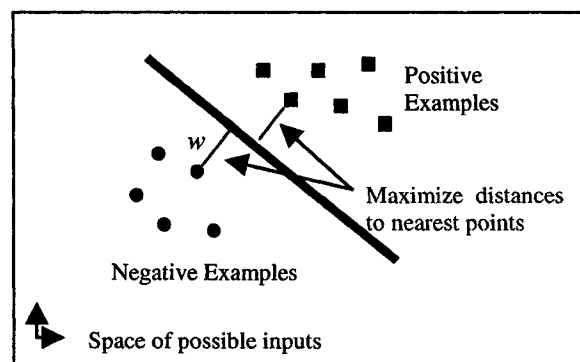 Positive
Examples
w
Maximize distances
to nearest points
Negative Examples
Space of possible inputs